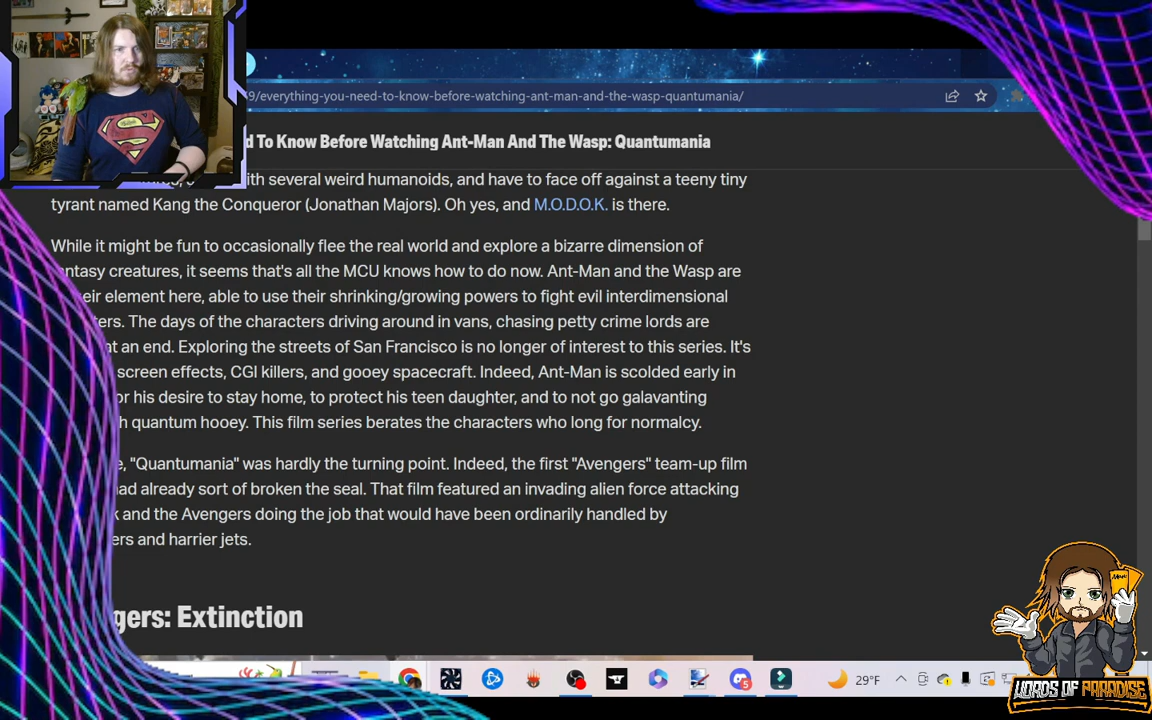 9/everything-you-need-to-know-before-watching-ant-man-and-the-wasp-quantumania/
d To Know Before Watching Ant-Man And The Wasp: Quantumania
ith several weird humanoids, and have to face off against a teeny tiny
tyrant named Kang the Conqueror (Jonathan Majors). Oh yes, and M.O.D.O.K. is there.
While it might be fun to occasionally flee the real world and explore a bizarre dimension of
ntasy creatures, it seems that's all the MCU knows how to do now. Ant-Man and the Wasp are
eir element here, able to use their shrinking/growing powers to fight evil interdimensional
ters. The days of the characters driving around in vans, chasing petty crime lords are
at an end. Exploring the streets of San Francisco is no longer of interest to this series. It's
screen effects, CGI killers, and gooey spacecraft. Indeed, Ant-Man is scolded early in
or his desire to stay home, to protect his teen daughter, and to not go galavanting
h quantum hooey. This film series berates the characters who long for normalcy.
e, "Quantumania" was hardly the turning point. Indeed, the first "Avengers" team-up film
had already sort of broken the seal. That film featured an invading alien force attacking
k and the Avengers doing the job that would have been ordinarily handled by
ers and harrier jets.
gers: Extinction
5
29°F
WORDS OF PARADISE